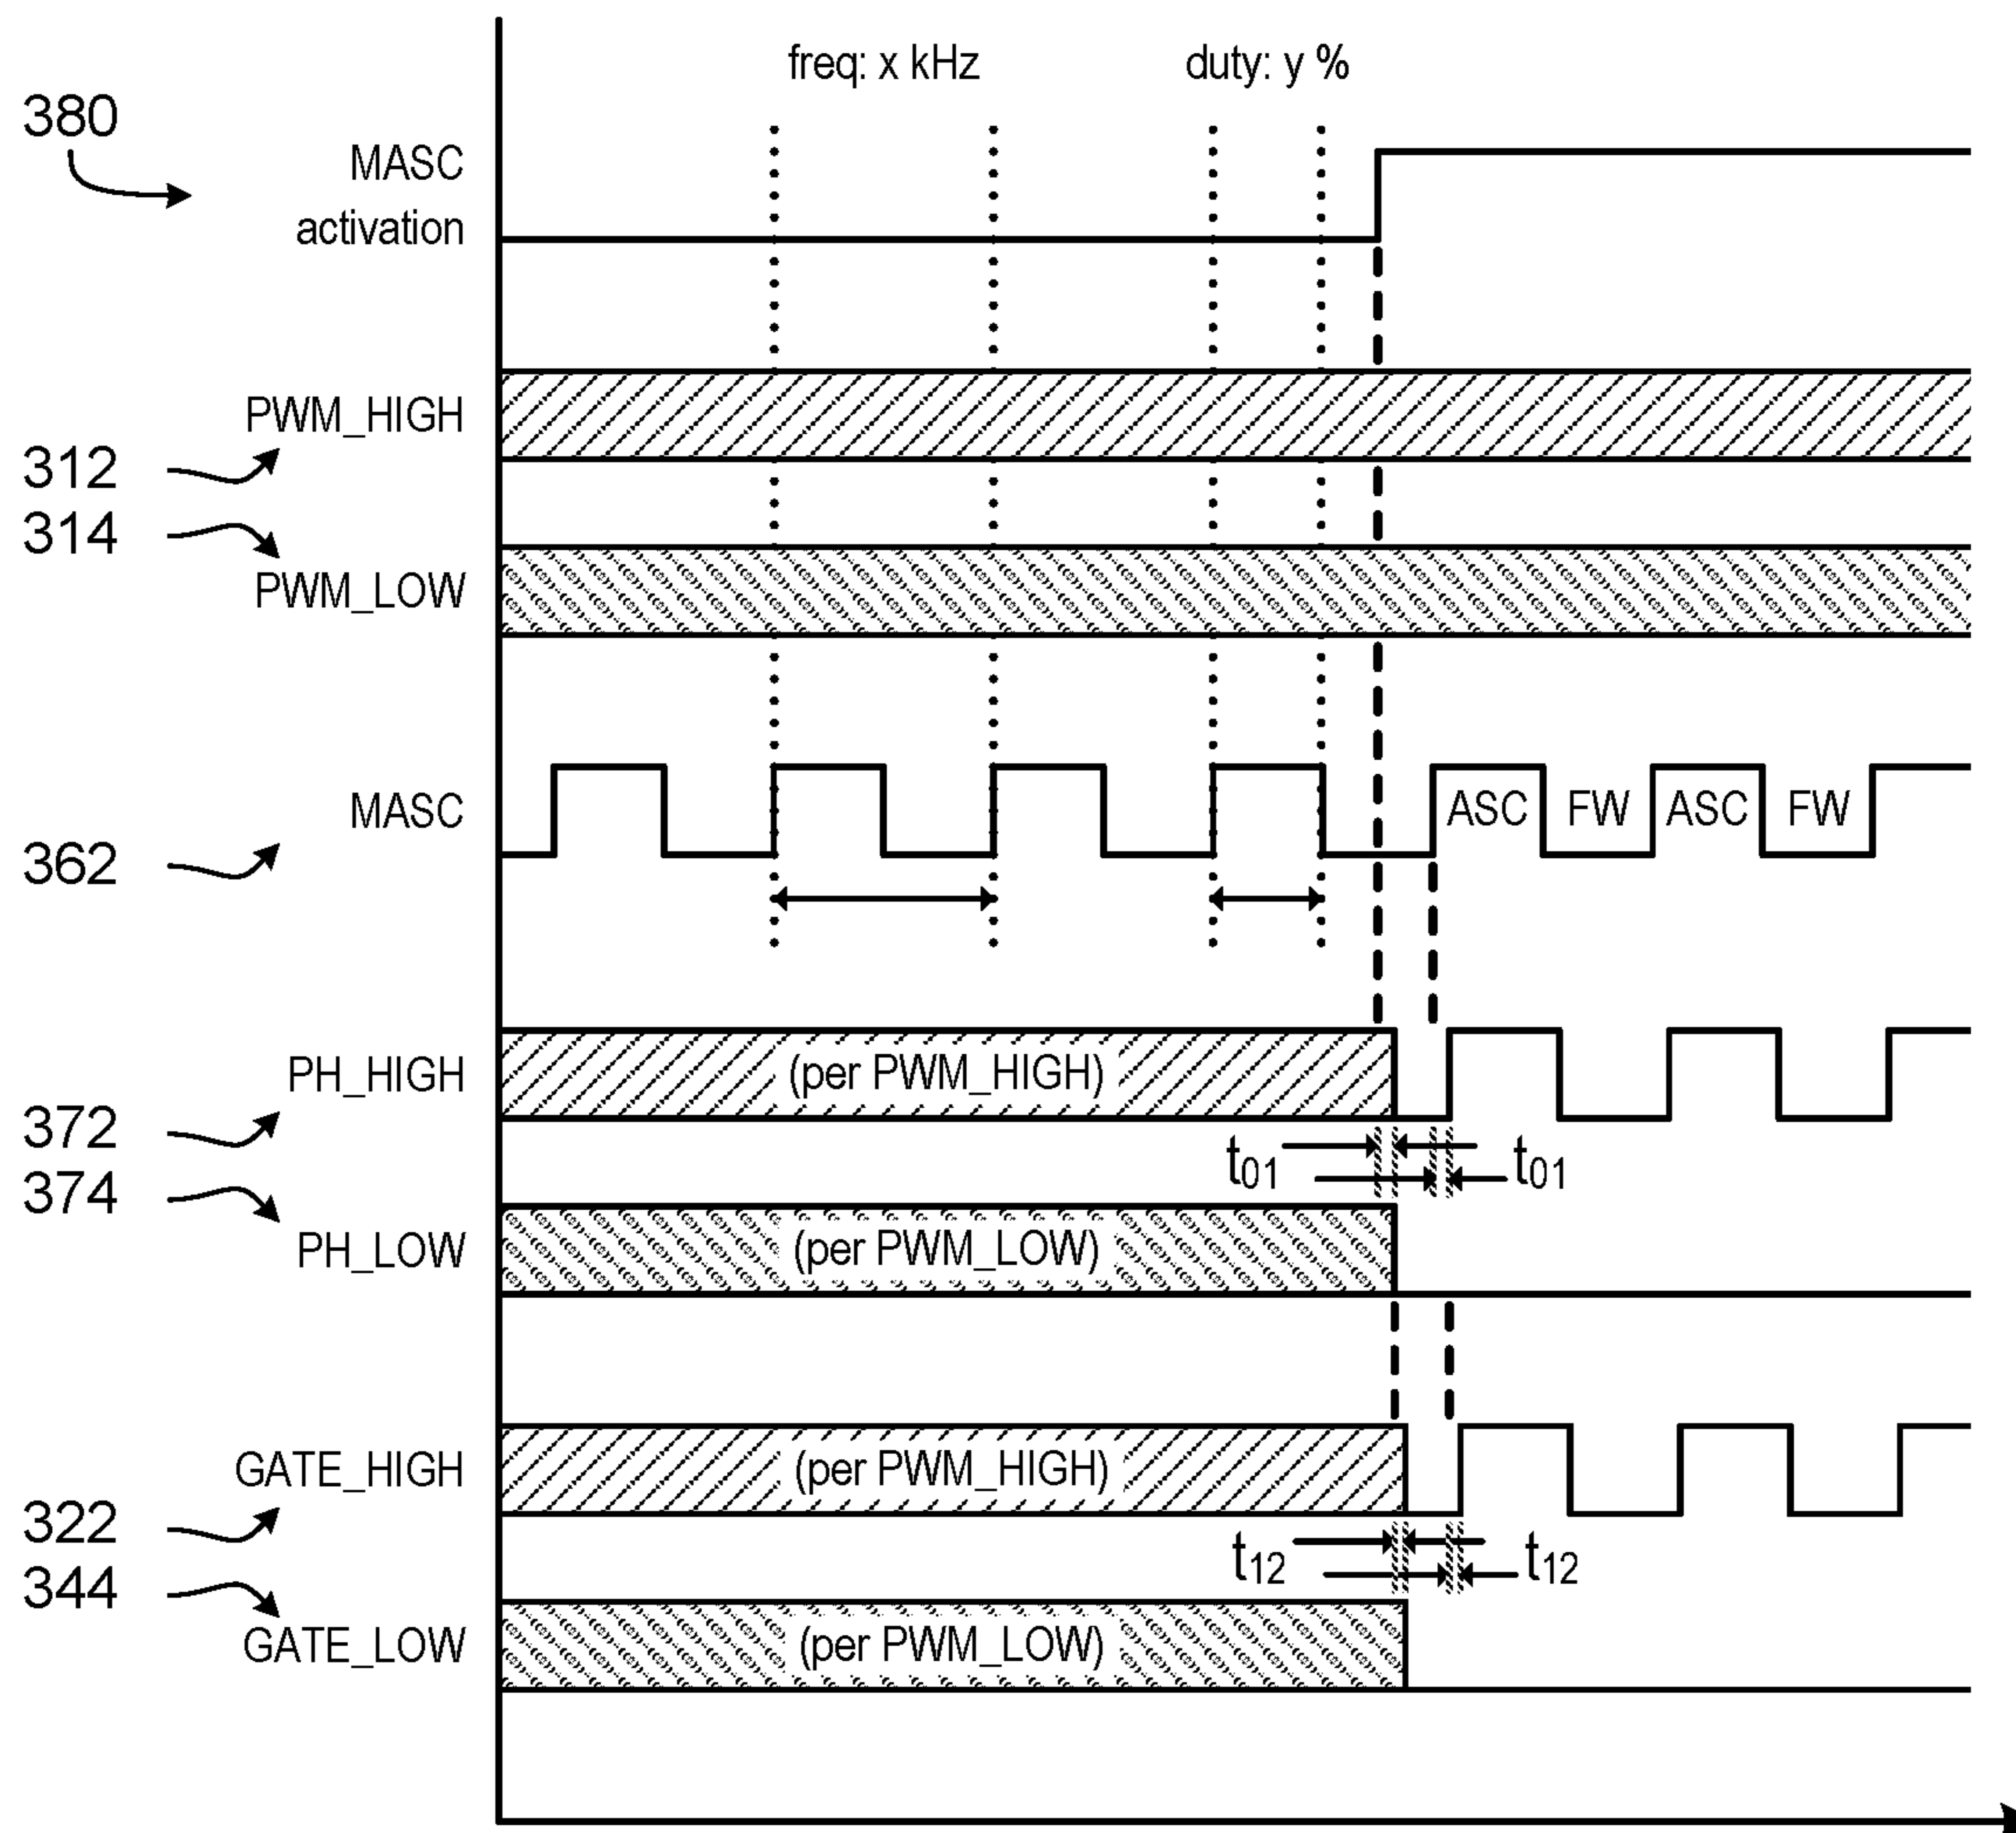 freq: x kHz
duty: y %
380
MASC
activation
PWM_HIGH
312
314
PWM_LOW
MASC
ASC
FW
ASC
FW
362
PH_HIGH
(per PWM_HIGH)
372
t01
t01
374
PH_LOW
(per PWM_LOW)
GATE_HIGH
(per PWM_HIGH)
322
t12
t12
344
GATE_LOW
(per PWM_LOW)